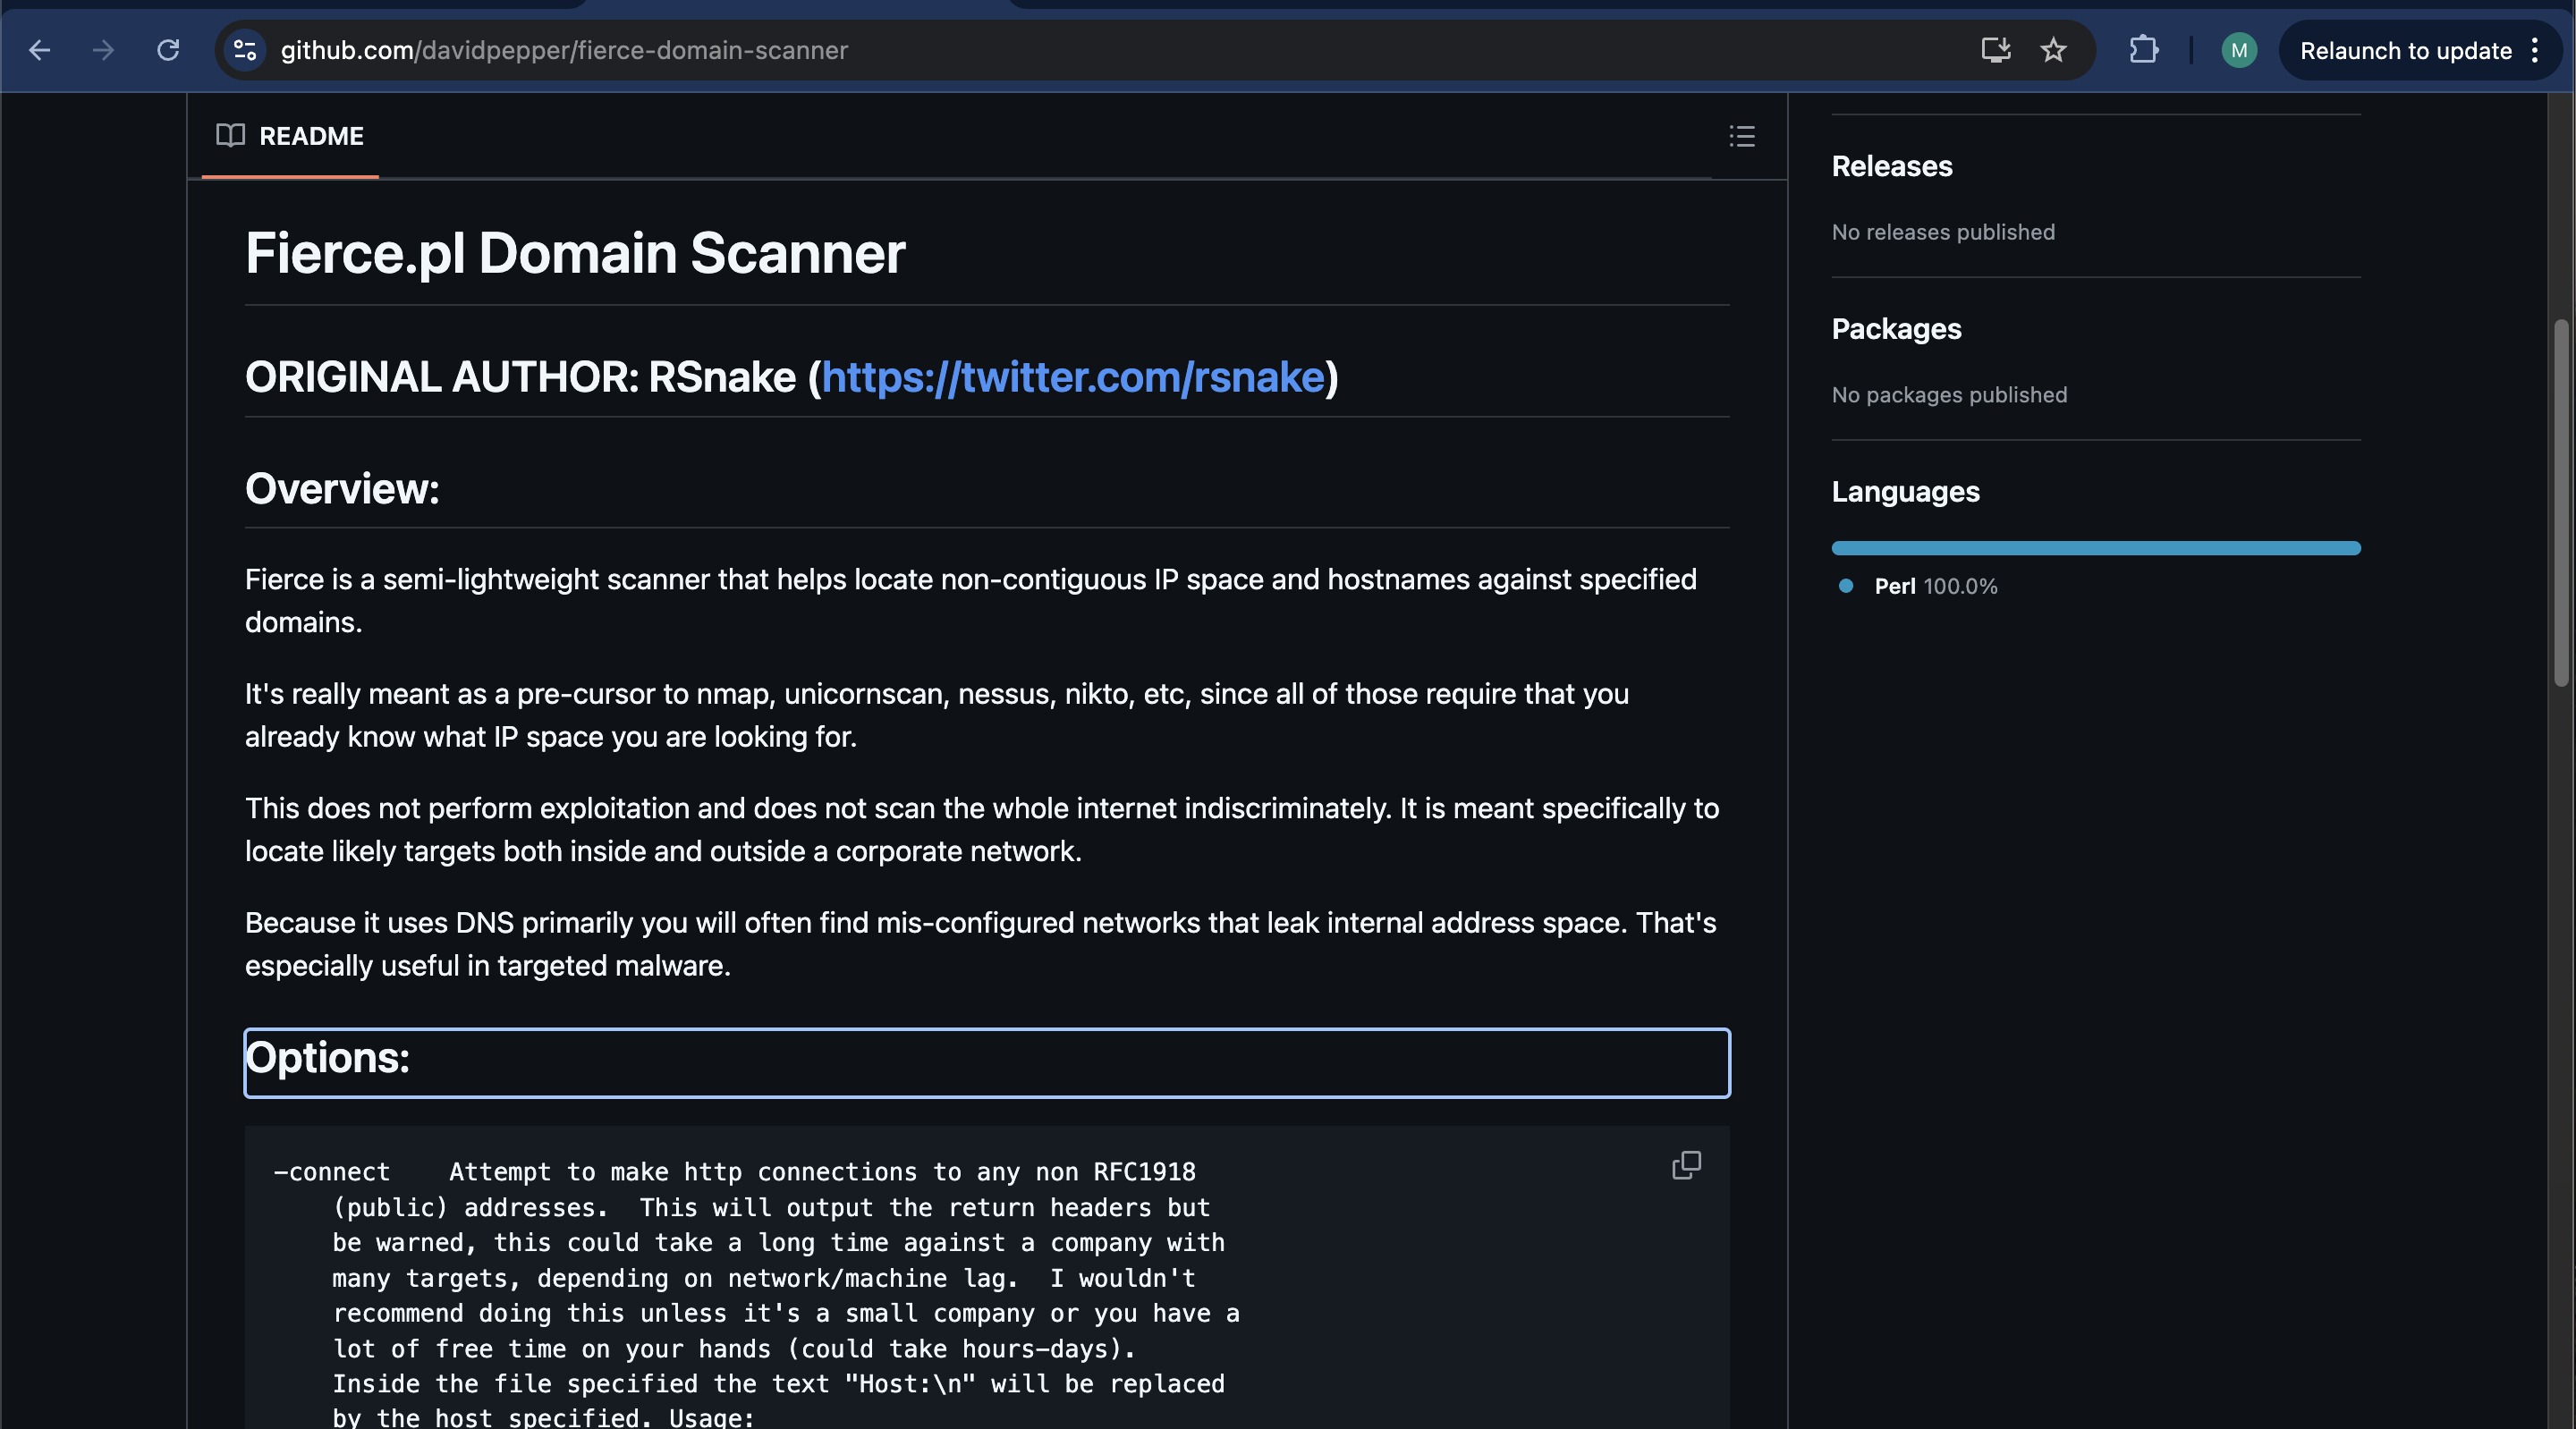 github.com/davidpepper/fierce-domain-scanner
M
Relaunch to update
README
Fierce.pl Domain Scanner
ORIGINAL AUTHOR: RSnake (https://twitter.com/rsnake)
Overview:
Fierce is a semi-lightweight scanner that helps locate non-contiguous IP space and hostnames against specified
domains.
It's really meant as a pre-cursor to nmap, unicornscan, nessus, nikto, etc, since all of those require that you
already know what IP space you are looking for.
This does not perform exploitation and does not scan the whole internet indiscriminately. It is meant specifically to
locate likely targets both inside and outside a corporate network.
Because it uses DNS primarily you will often find mis-configured networks that leak internal address space. That's
especially useful in targeted malware.
Options:
-connect    Attempt to make http connections to any non RFC1918
    (public) addresses.  This will output the return headers but
    be warned, this could take a long time against a company with
    many targets, depending on network/machine lag.  I wouldn't
    recommend doing this unless it's a small company or you have a
    lot of free time on your hands (could take hours-days).
    Inside the file specified the text "Host:\n" will be replaced
    by the host specified. Usage:
Releases
No releases published
Packages
No packages published
Languages
Perl 100.0%